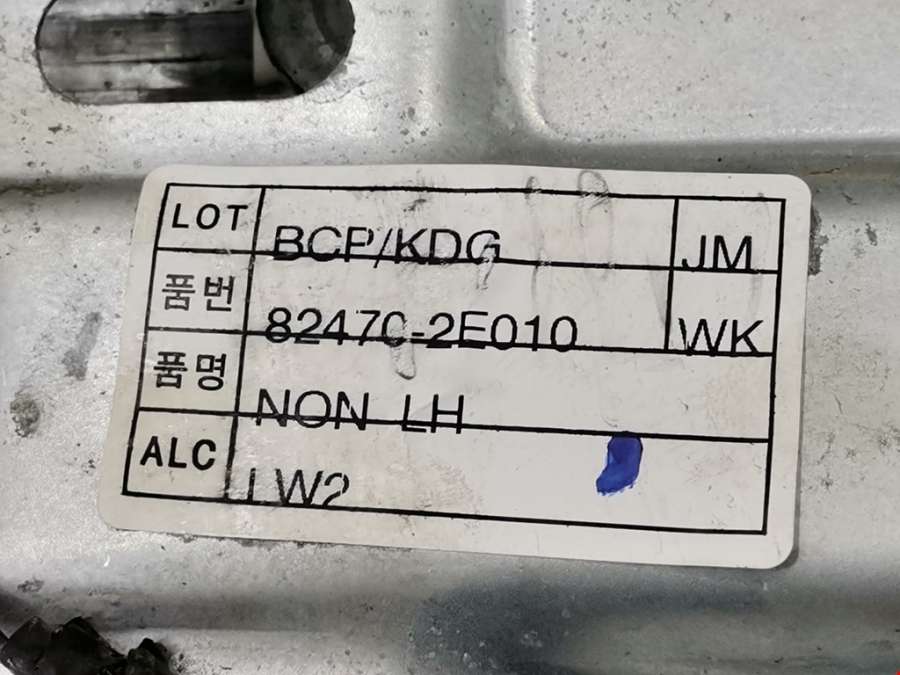 LOT BCP/KDG JM
품번 82470-2E010 WK
품명 NON LH
ALC LW2